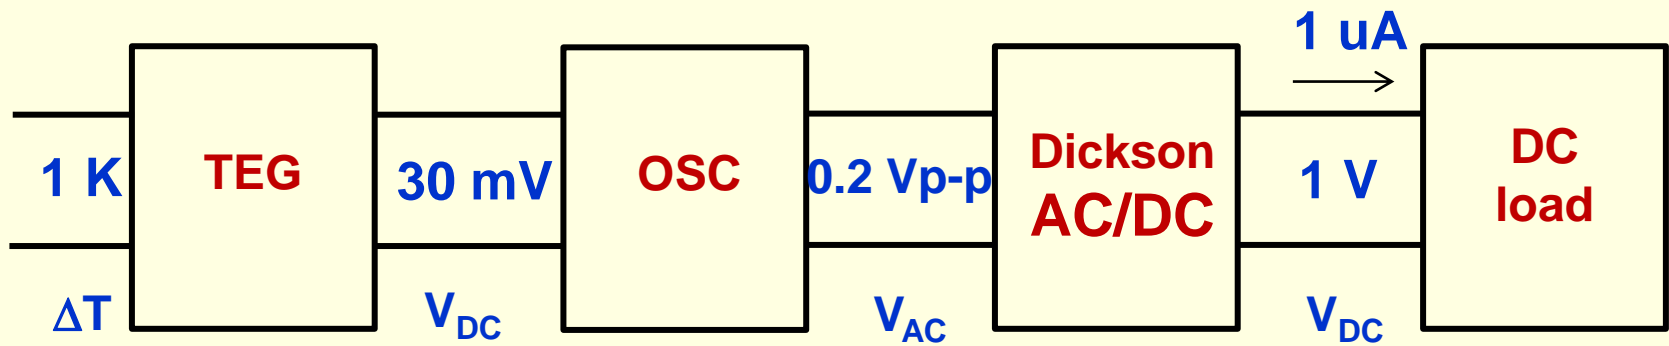 1 uA
1 K
TEG
30 mV
OSC
0.2 Vp-p
Dickson
AC/DC
1 V
DC
load
ΔT
VDC
VAC
VDC